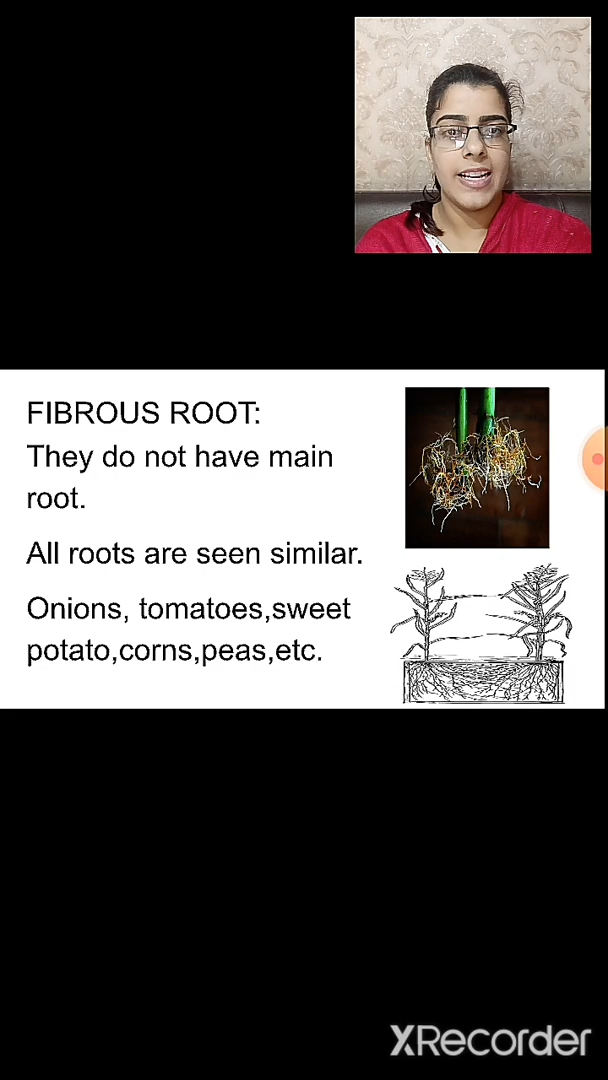 FIBROUS ROOT:
They do not have main
root.
All roots are seen similar.
Onions, tomatoes,sweet
potato,corns,peas,etc.
XRecorder